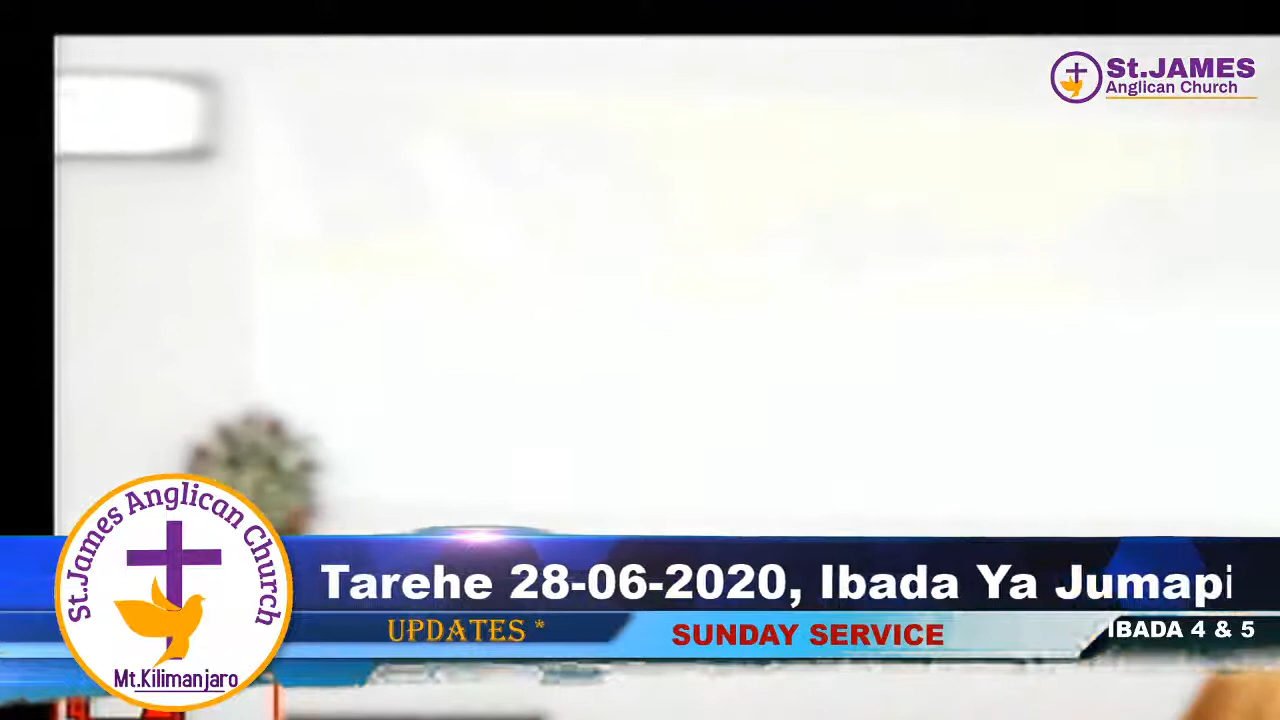 St.JAMES
Anglican Church
St.James Anglican Church
Mt.Kilimanjaro
Tarehe 28-06-2020, Ibada Ya Jumapi
UPDATES *
SUNDAY SERVICE
IBADA 4 & 5